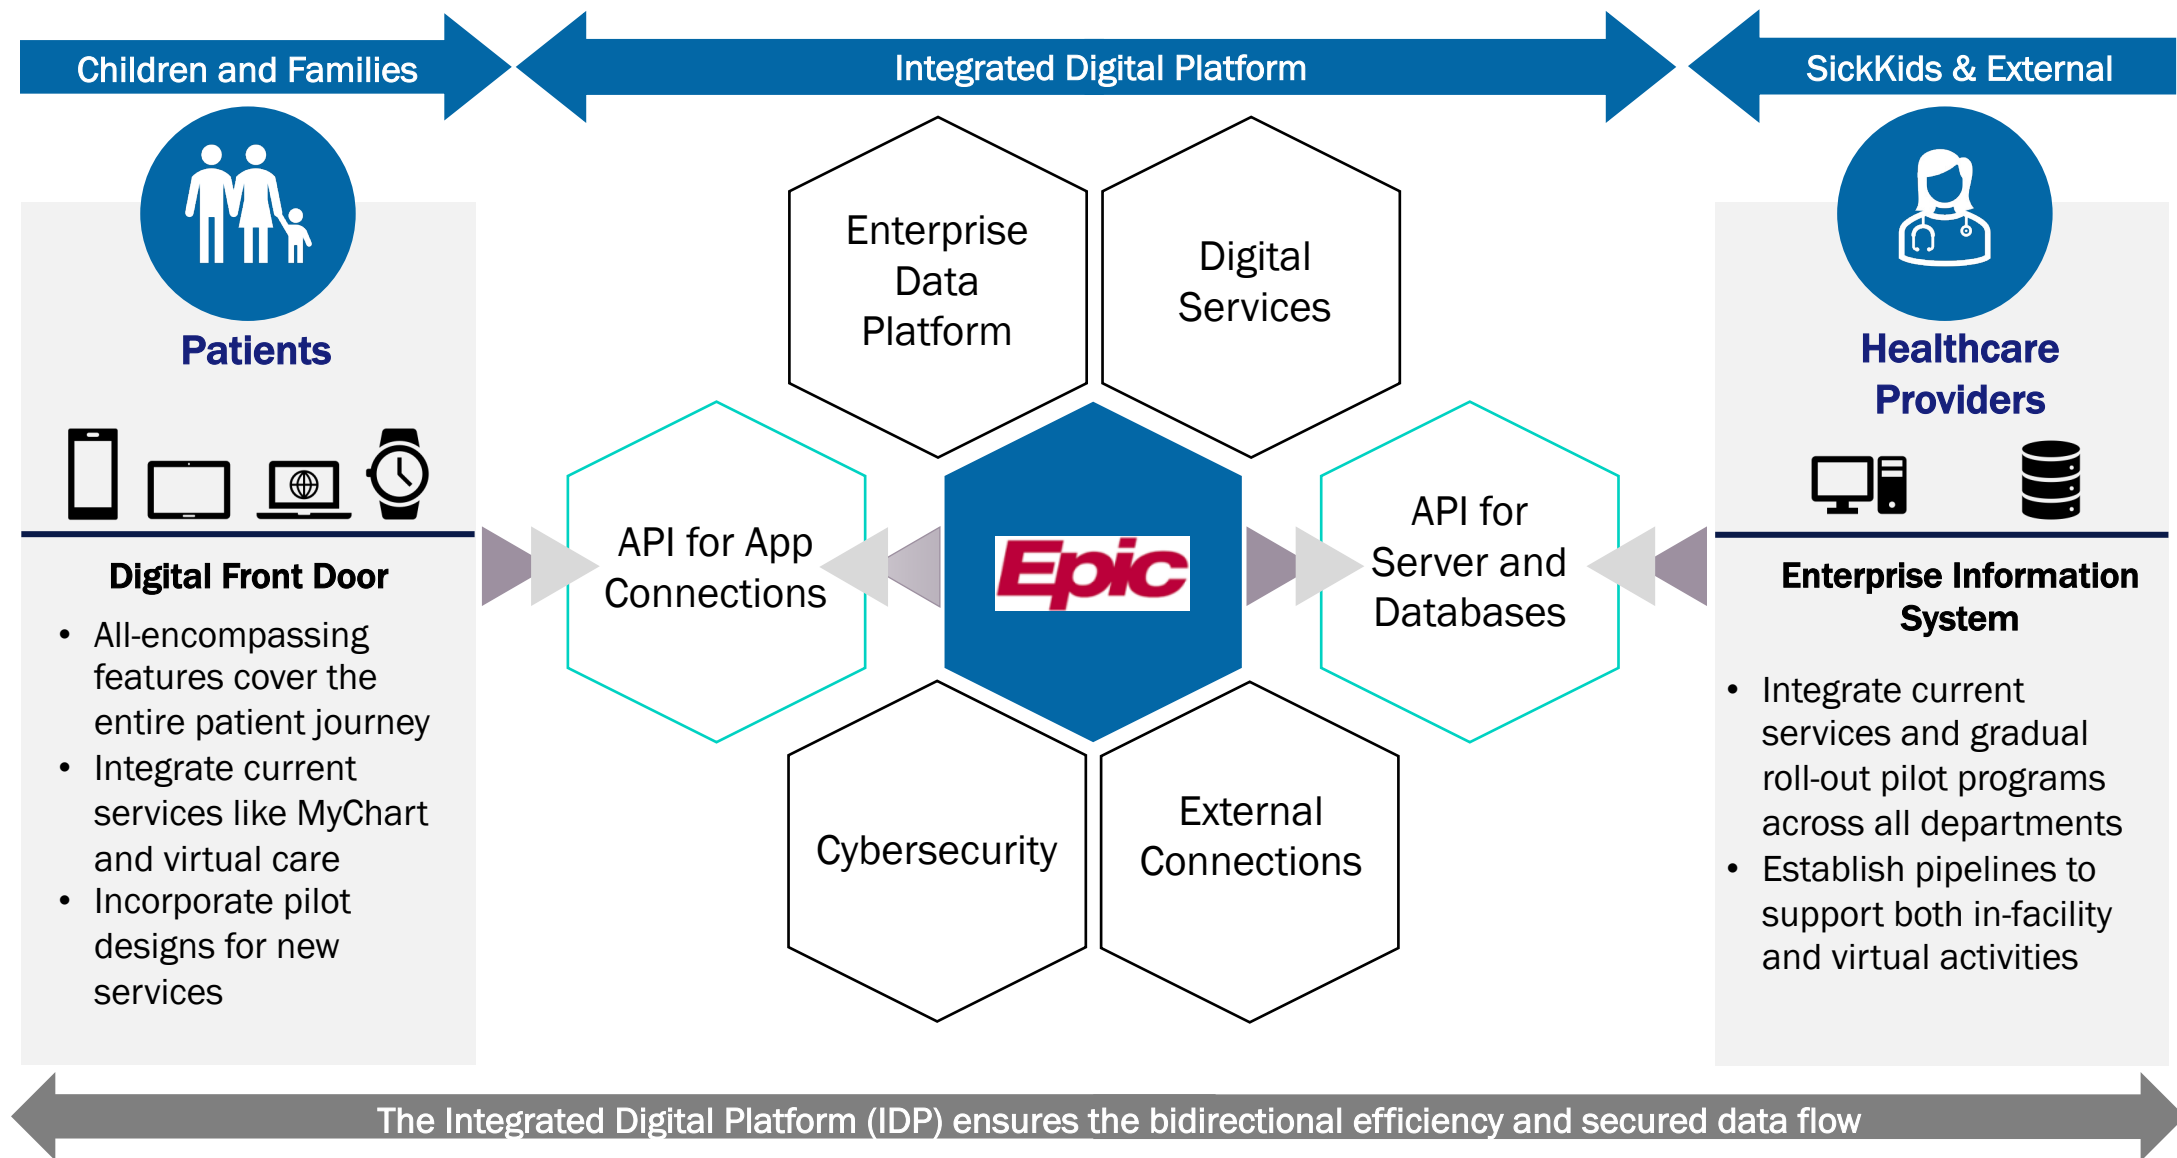 Children and Families
Integrated Digital Platform
SickKids & External
Patients
Digital Front Door
• All-encompassing
features cover the
entire patient journey
• Integrate current
services like MyChart
and virtual care
• Incorporate pilot
designs for new
services
Enterprise
Data
Platform
Digital
Services
API for App
Connections
Epic
API for
Server and
Databases
Cybersecurity
External
Connections
Healthcare
Providers
Enterprise Information
System
• Integrate current
services and gradual
roll-out pilot programs
across all departments
• Establish pipelines to
support both in-facility
and virtual activities
The Integrated Digital Platform (IDP) ensures the bidirectional efficiency and secured data flow